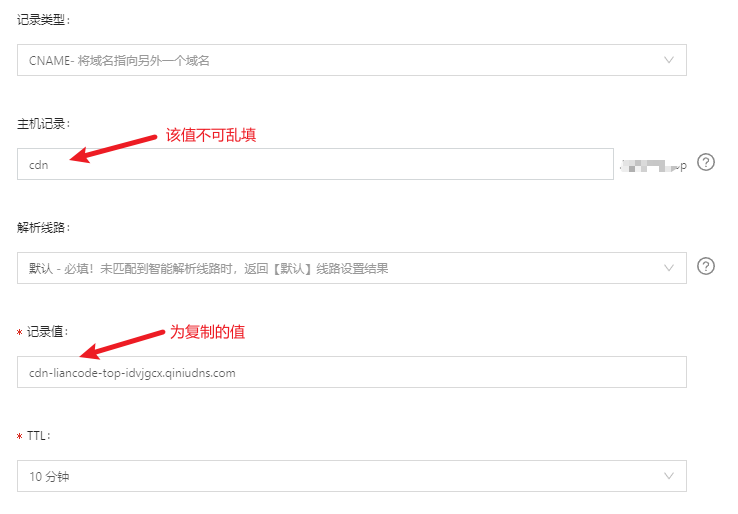 记录类型:
CNAME- 将域名指向另外一个域名
主机记录:
该值不可乱填
cdn
p
解析线路:
默认 - 必填！未匹配到智能解析线路时，返回【默认】线路设置结果
* 记录值:
为复制的值
cdn-liancode-top-idvjgcx.qiniudns.com
* TTL:
10 分钟